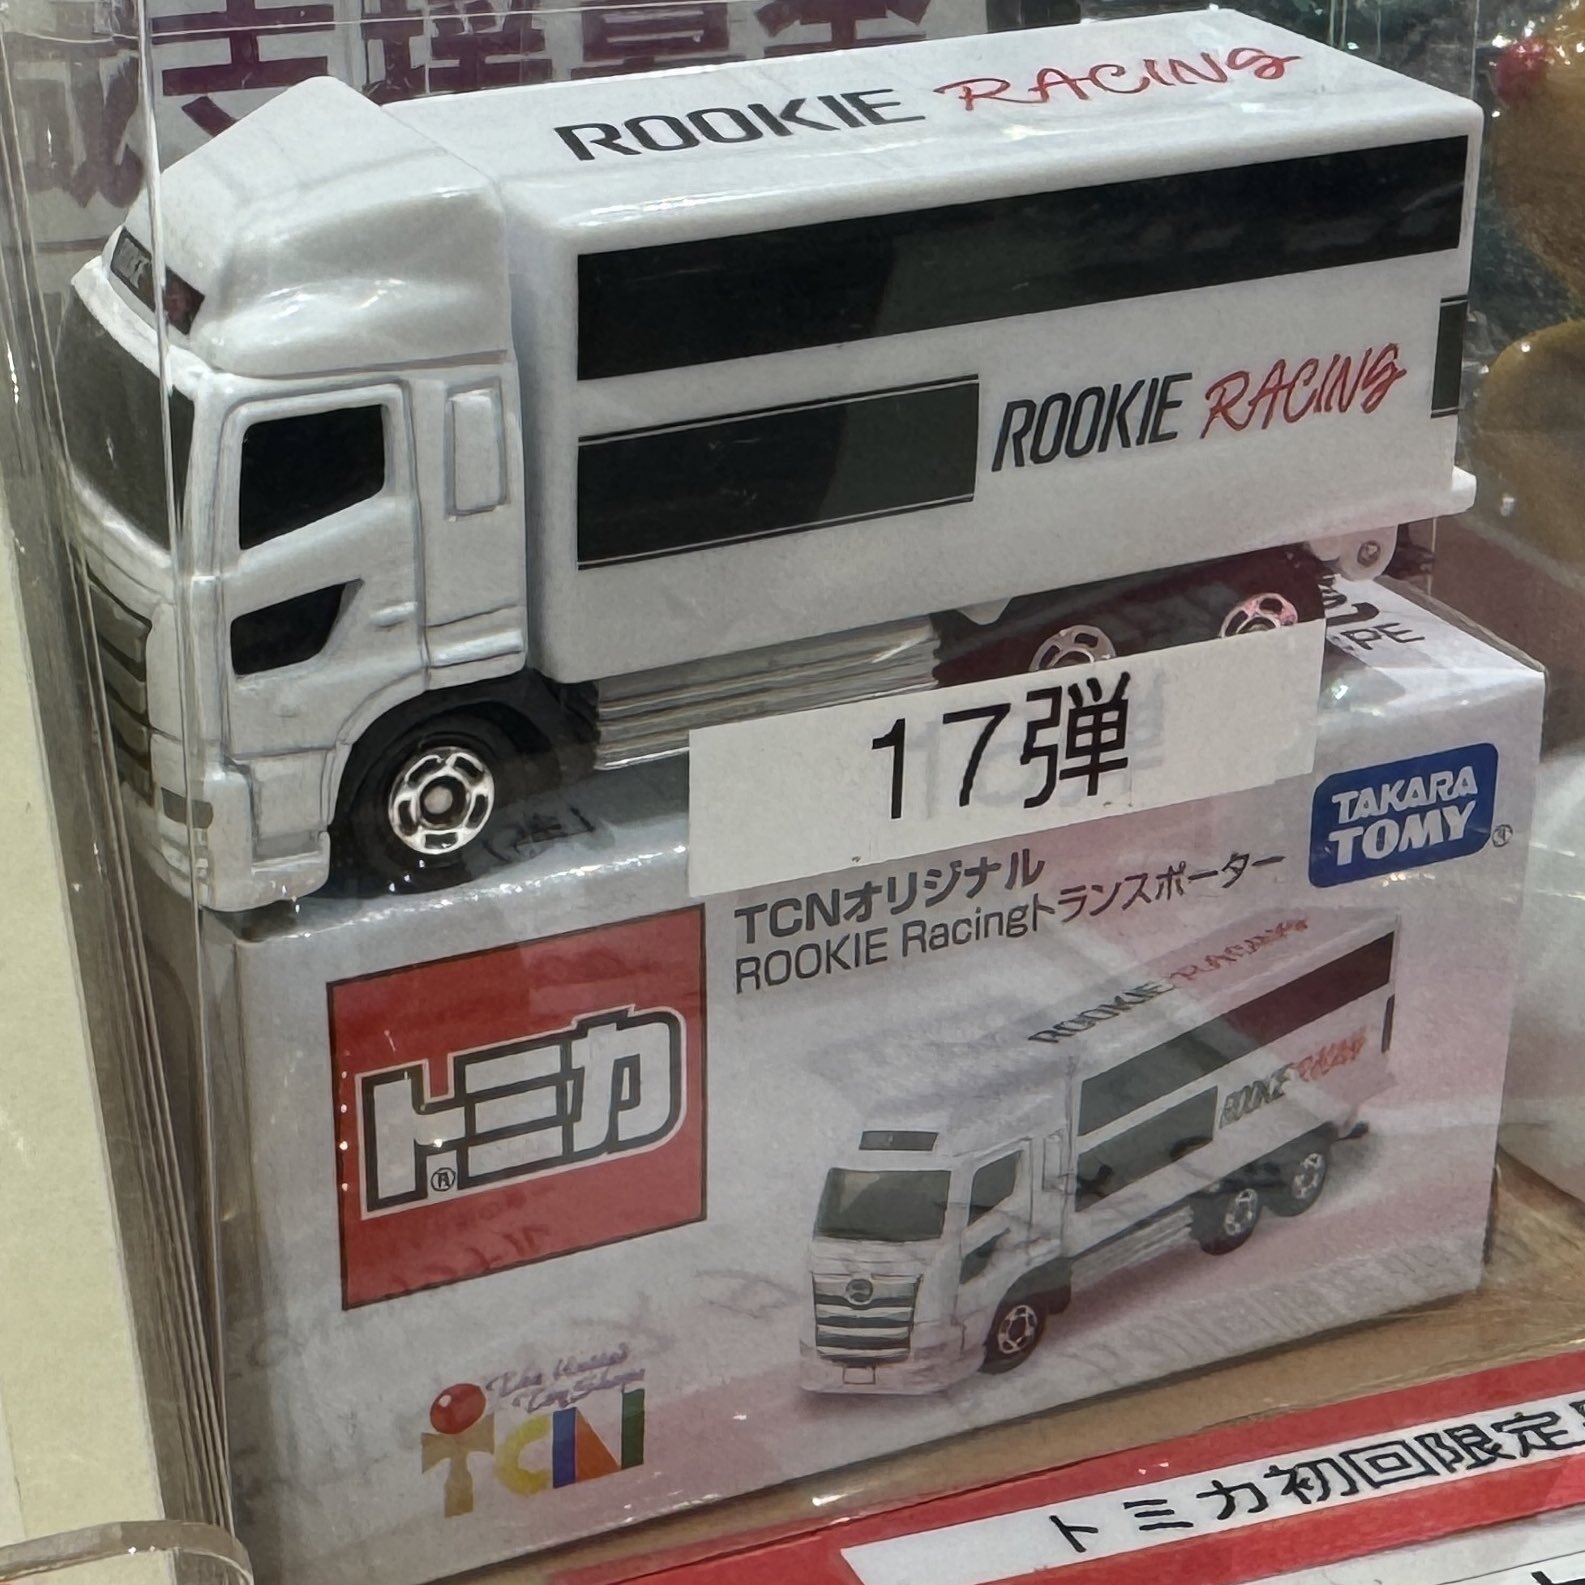 ROOKIE RACING
ROOKIE RACING
17弾
TAKARA
TOMY
TCNオリジナル
ROOKIE Racingトランスポーター
トミカ
ROOKIE RACING
ROOKIE RACING
TCN
トミカ初回限定